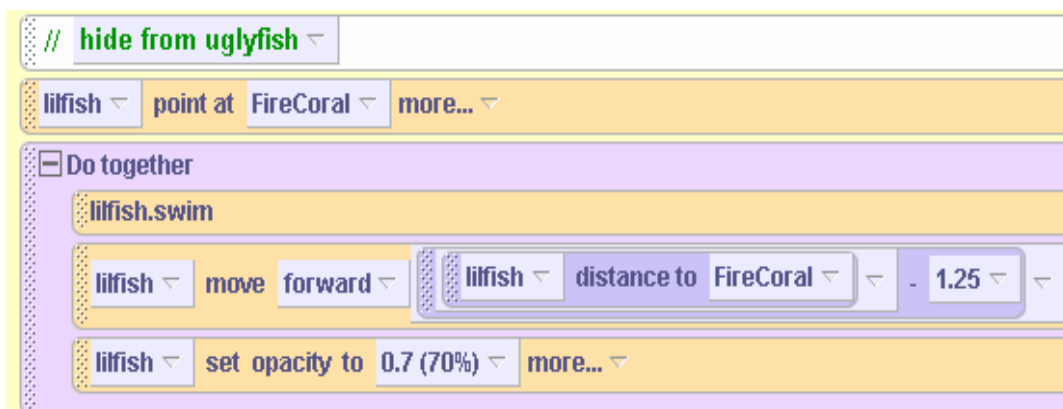 // hide from uglyfish
lilfish point at FireCoral more...
Do together
lilfish.swim
lilfish move forward lilfish distance to FireCoral - 1.25
lilfish set opacity to 0.7 (70%) more...